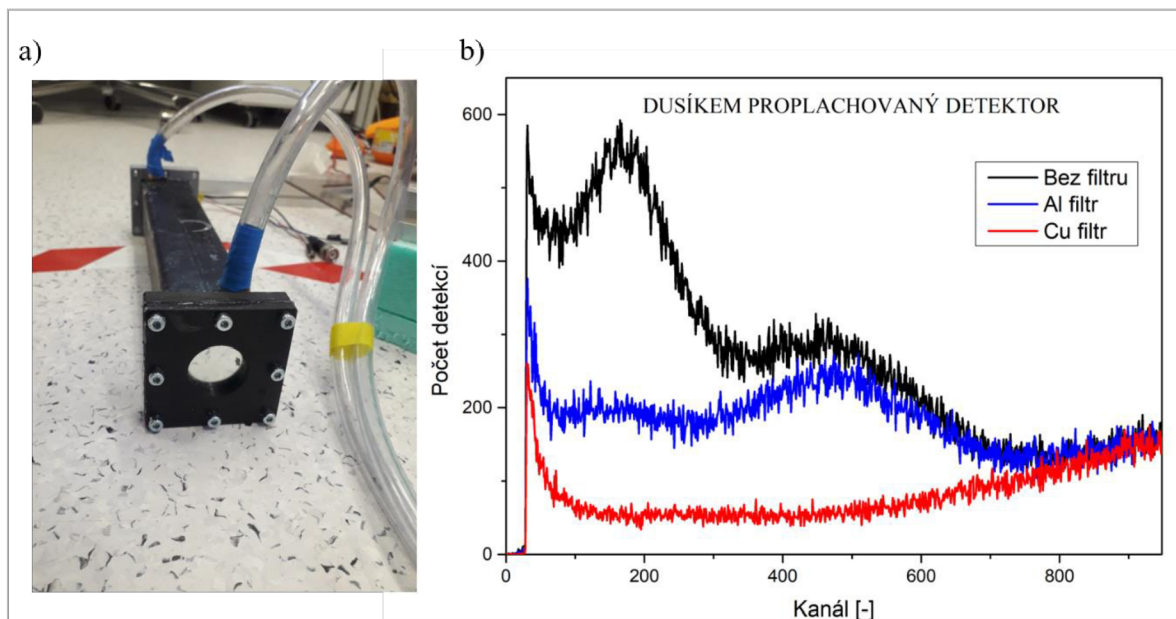 a)
b)
DUSÍKEM PROPLACHOVANÝ DETEKTOR
Bez filtru
Al filtr
Cu filtr
Počet detekcí
600
400
200
0
0
200
400
600
800
Kanál [-]